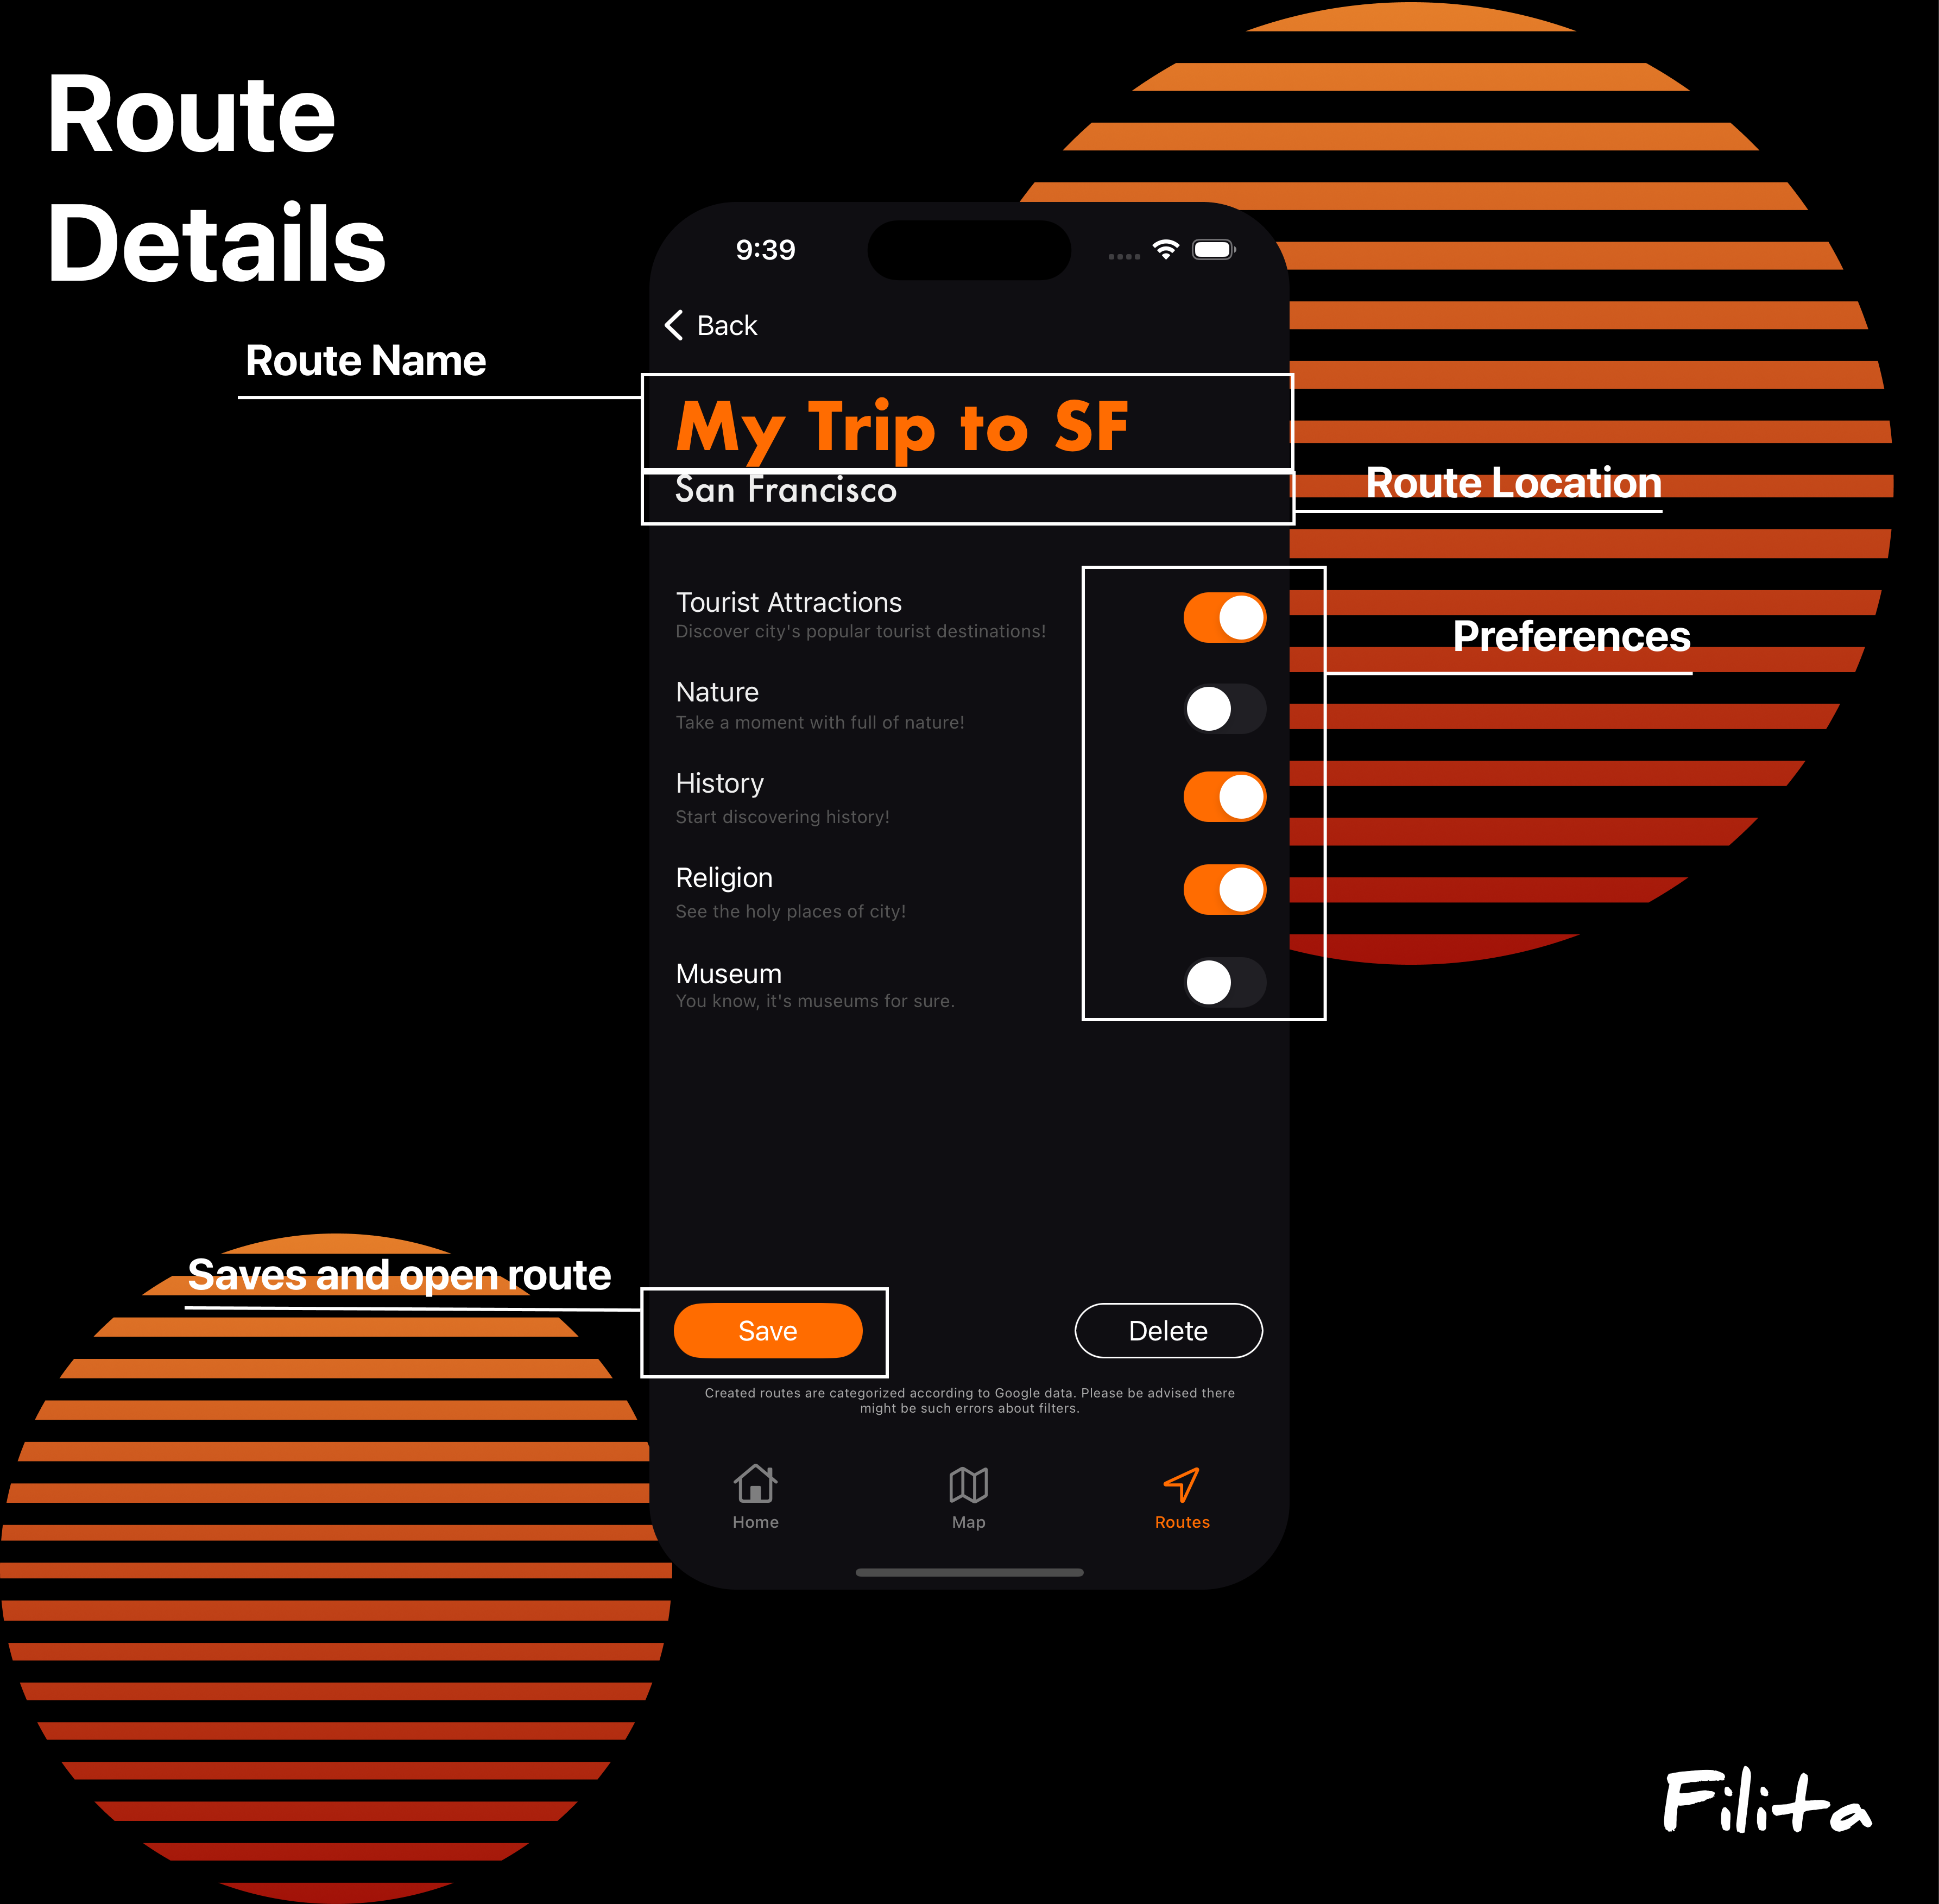 Route
Details
9:39
Back
Route Name
My Trip to SF
San Francisco
Route Location
Tourist Attractions
Discover city's popular tourist destinations!
Preferences
Nature
Take a moment with full of nature!
History
Start discovering history!
Religion
See the holy places of city!
Museum
You know, it's museums for sure.
Saves and open route
Save
Delete
Created routes are categorized according to Google data. Please be advised there
might be such errors about filters.
Home
Map
Routes
Filita